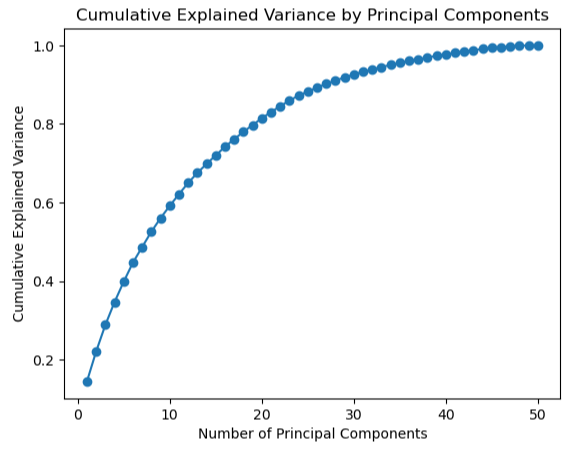 Cumulative Explained Variance by Principal Components
1.0
0.8
0.6
0.4
0.2
Cumulative Explained Variance
0 10 20 30 40 50
Number of Principal Components